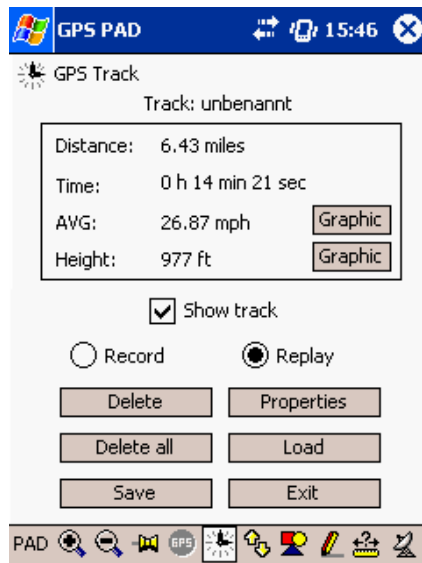 GPS PAD 15:46
GPS Track
Track: unbenannt
Distance: 6.43 miles
Time: 0 h 14 min 21 sec
AVG: 26.87 mph Graphic
Height: 977 ft Graphic
Show track
Record Replay
Delete Properties
Delete all Load
Save Exit
PAD GPS